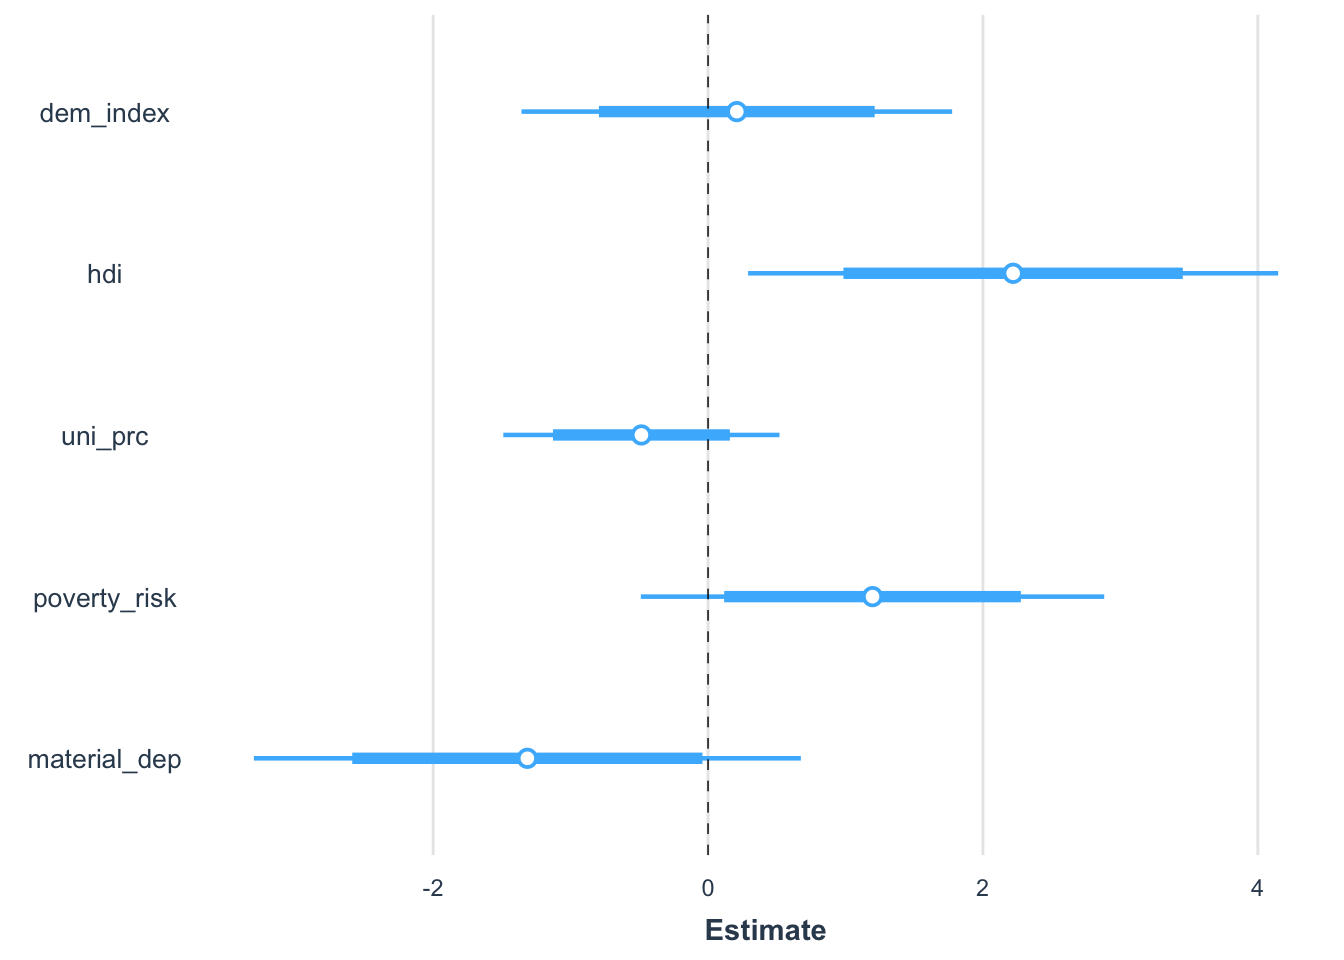 dem_index
hdi
uni_prc
poverty_risk
material_dep
-2 0 2 4
Estimate